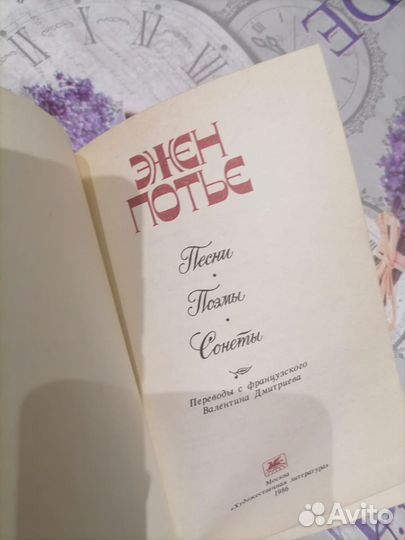 ЭЖЕН
ПОТЬЕ
Песни
Поэмы
Сонеты
Переводы с французского
Валентина Дмитриева
Москва
«Художественная литература»
1986
Avito